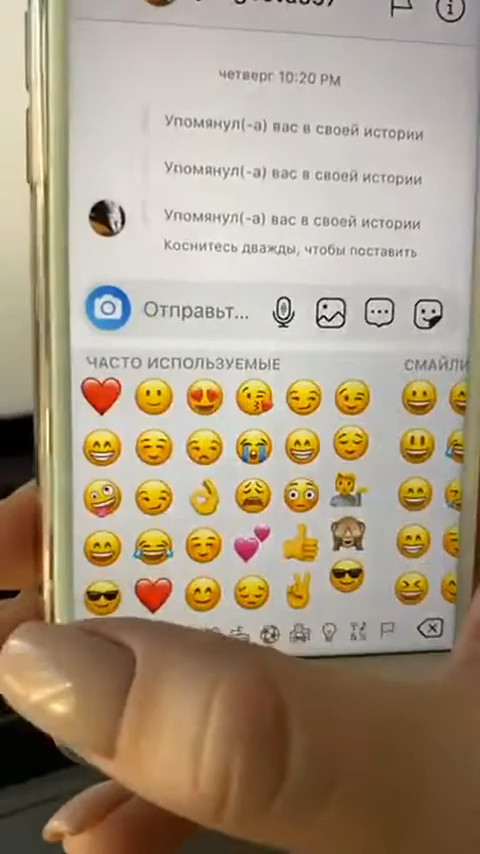 четверг 10:20 PM
Упомянул(-а) вас в своей истории
Упомянул(-а) вас в своей истории
Упомянул(-а) вас в своей истории
Коснитесь дважды, чтобы поставить
Отправьт...
ЧАСТО ИСПОЛЬЗУЕМЫЕ
СМАЙЛИ